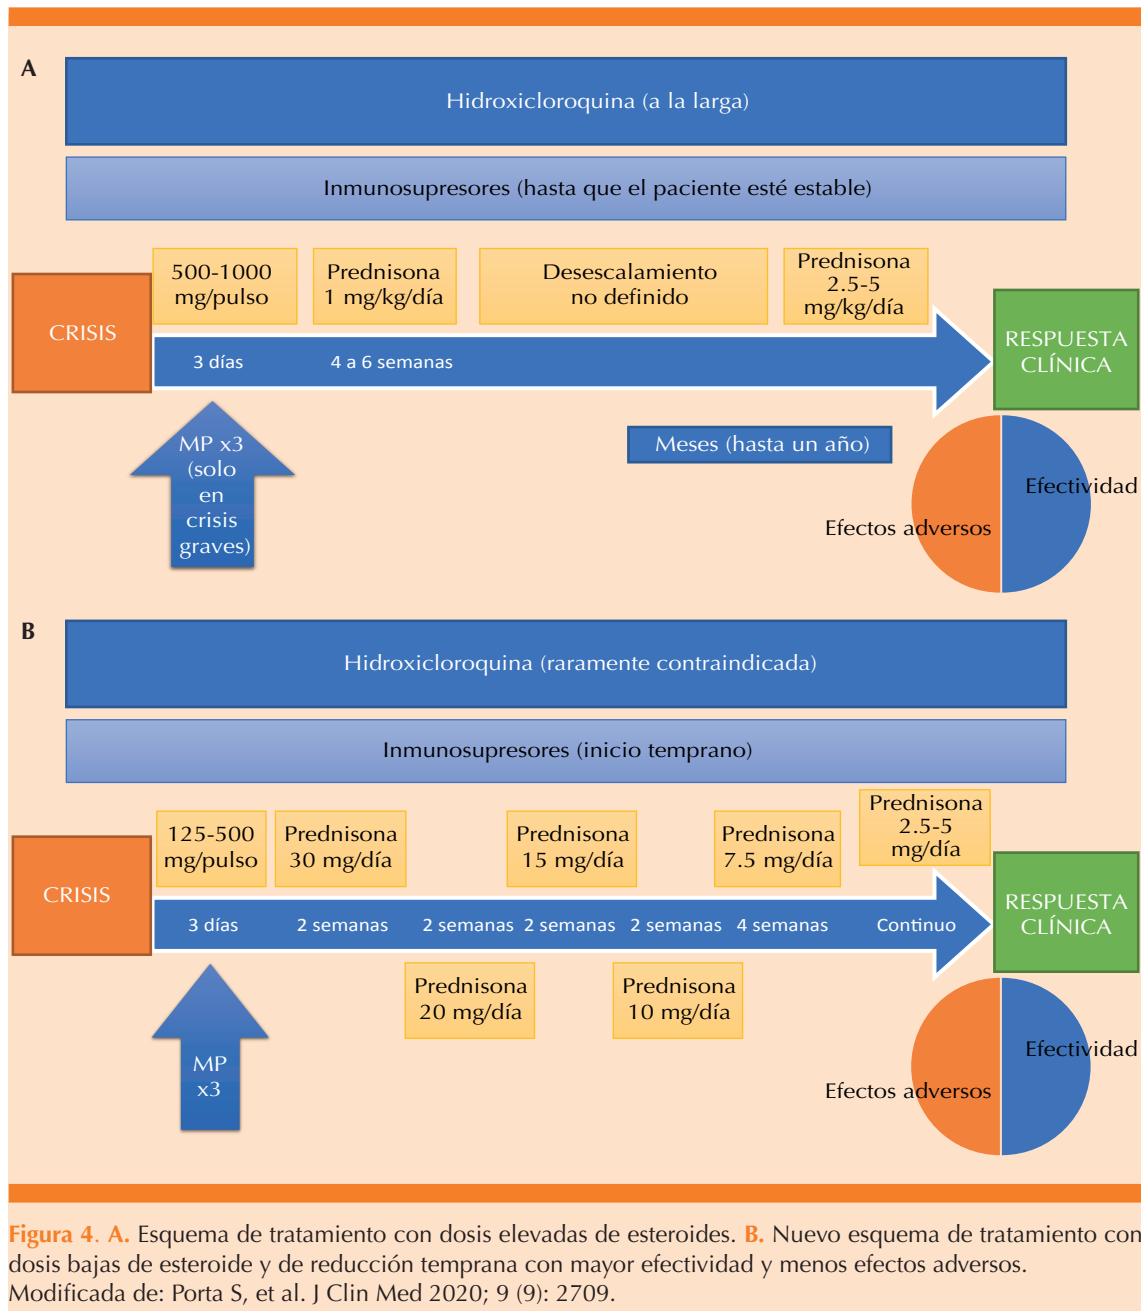 A
Hidroxicloroquina (a la larga)
Inmunosupresores (hasta que el paciente esté estable)
CRISIS
500-1000
mg/pulso
Prednisona
1 mg/kg/día
Desescalamiento
no definido
Prednisona
2.5-5
mg/kg/día
3 días
4 a 6 semanas
RESPUESTA
CLÍNICA
MP x3
(solo
en
crisis
graves)
Meses (hasta un año)
Efectividad
Efectos adversos
B
Hidroxicloroquina (raramente contraindicada)
Inmunosupresores (inicio temprano)
CRISIS
125-500
mg/pulso
Prednisona
30 mg/día
Prednisona
15 mg/día
Prednisona
7.5 mg/día
Prednisona
2.5-5
mg/día
3 días
2 semanas
2 semanas
2 semanas
2 semanas
4 semanas
Continuo
RESPUESTA
CLÍNICA
Prednisona
20 mg/día
Prednisona
10 mg/día
MP
x3
Efectividad
Efectos adversos
Figura 4. A. Esquema de tratamiento con dosis elevadas de esteroides. B. Nuevo esquema de tratamiento con
dosis bajas de esteroide y de reducción temprana con mayor efectividad y menos efectos adversos.
Modificada de: Porta S, et al. J Clin Med 2020; 9 (9): 2709.